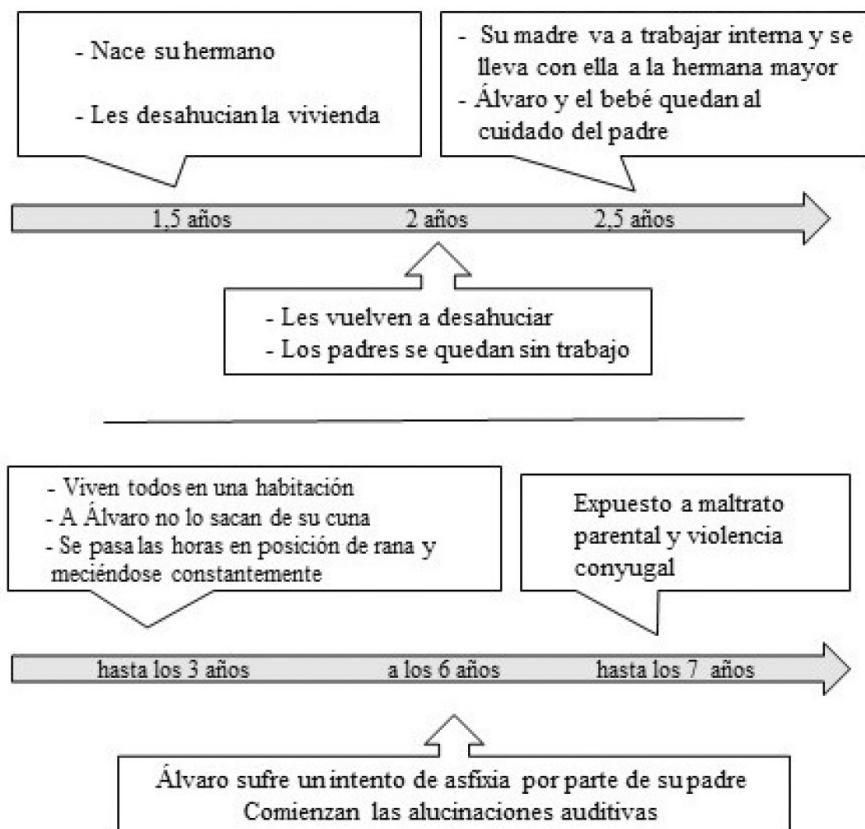 - Nace su hermano
- Les desahucian la vivienda
- Su madre va a trabajar interna y se
lleva con ella a la hermana mayor
- Álvaro y el bebé quedan al
cuidado del padre
1,5 años
2 años
2,5 años
- Les vuelven a desahuciar
- Los padres se quedan sin trabajo
- Viven todos en una habitación
- A Álvaro no lo sacan de su cuna
- Se pasa las horas en posición de rana y
meciéndose constantemente
Expuesto a maltrato
parental y violencia
conyugal
hasta los 3 años
a los 6 años
hasta los 7 años
Álvaro sufre un intento de asfíxia por parte de su padre
Comienzan las alucinaciones auditivas